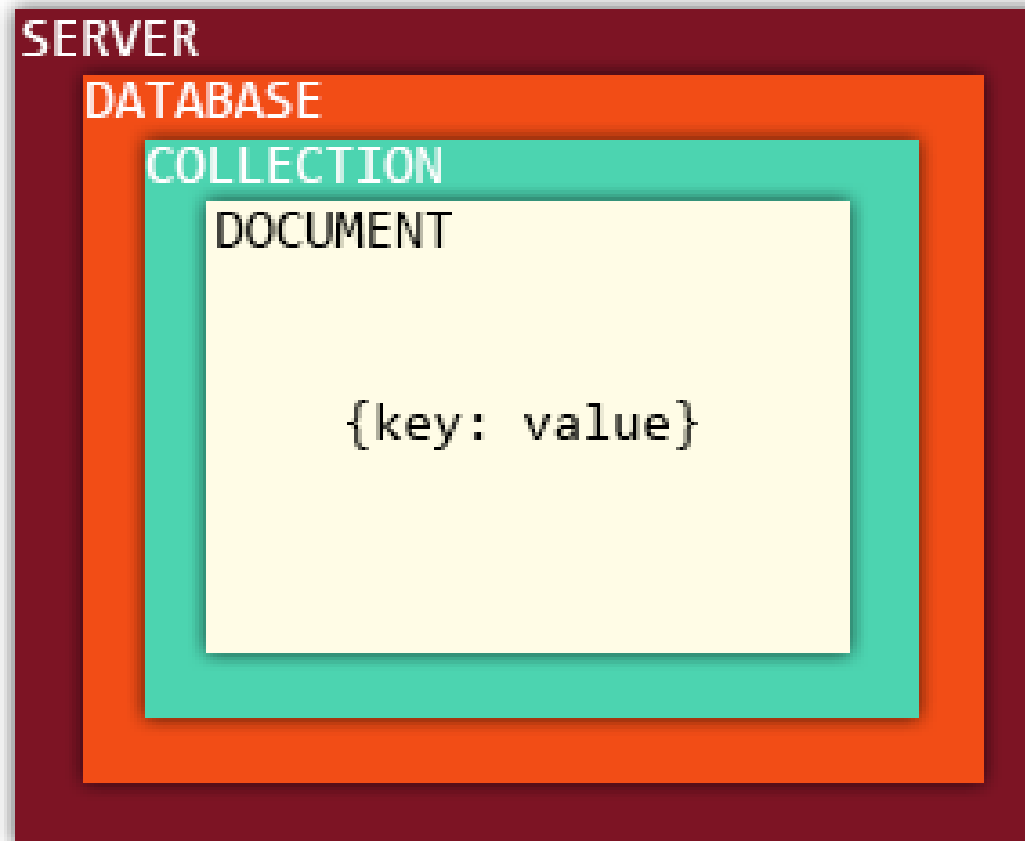 SERVER
DATABASE
COLLECTION
DOCUMENT
{key: value}